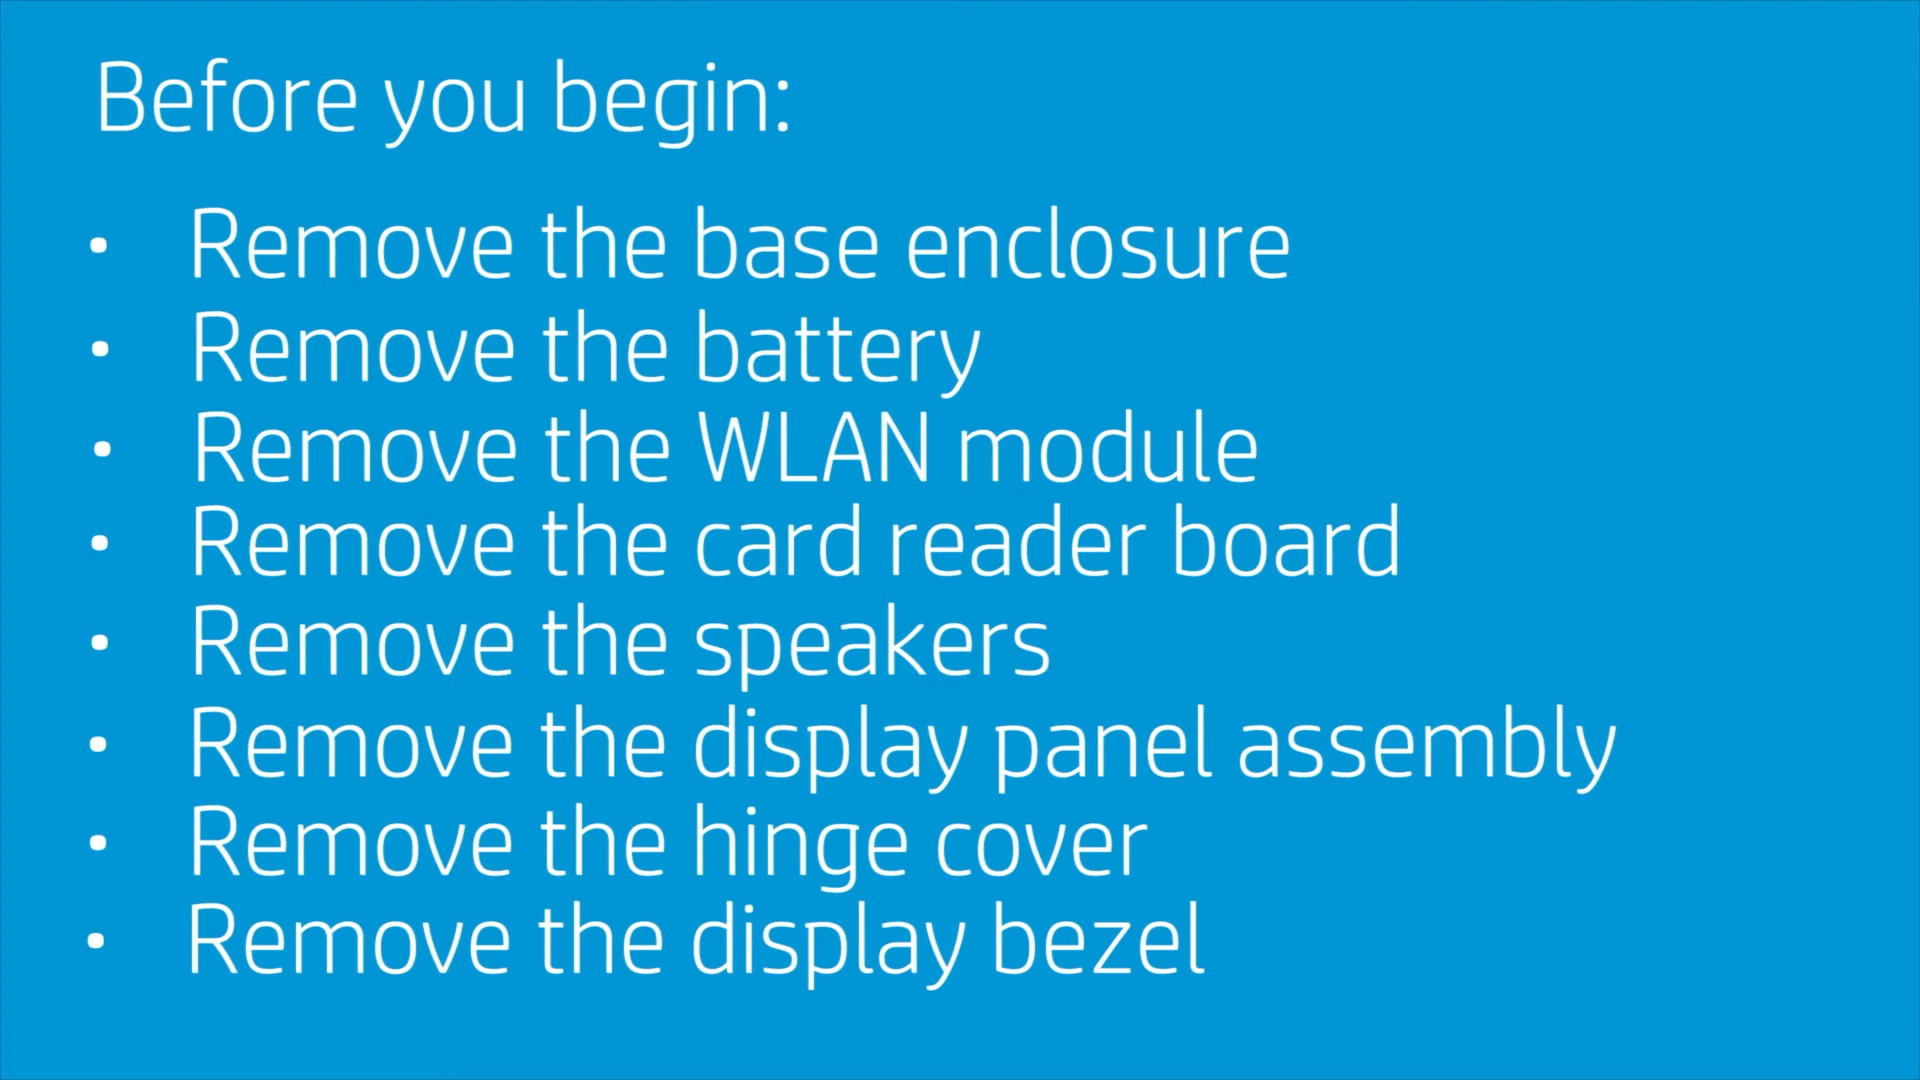 Before you begin:
• Remove the base enclosure
• Remove the battery
• Remove the WLAN module
• Remove the card reader board
• Remove the speakers
• Remove the display panel assembly
• Remove the hinge cover
• Remove the display bezel